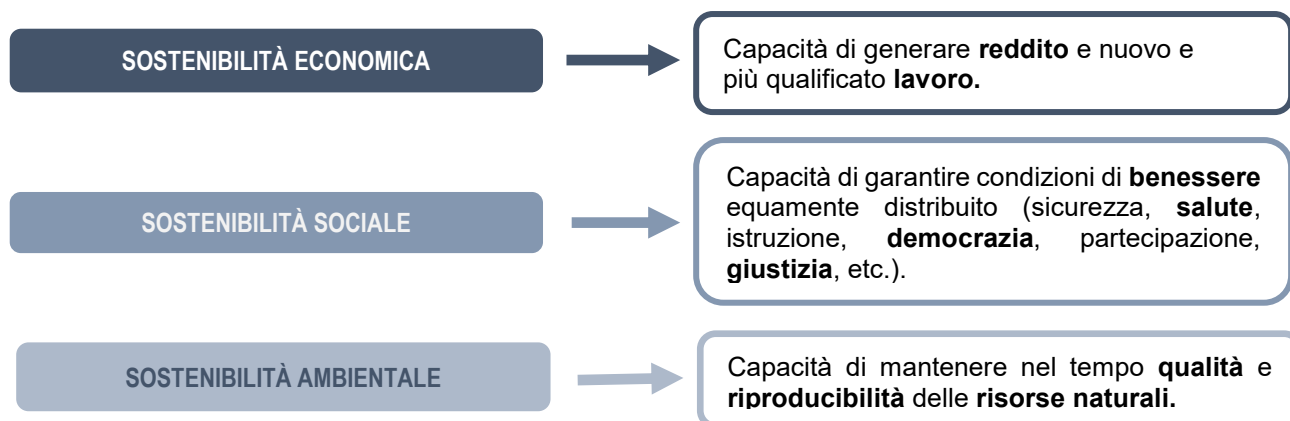 SOSTENIBILITÀ ECONOMICA
Capacità di generare reddito e nuovo e
più qualificato lavoro.
SOSTENIBILITÀ SOCIALE
Capacità di garantire condizioni di benessere
equamente distribuito (sicurezza, salute,
istruzione, democrazia, partecipazione,
giustizia, etc.).
SOSTENIBILITÀ AMBIENTALE
Capacità di mantenere nel tempo qualità e
riproducibilità delle risorse naturali.